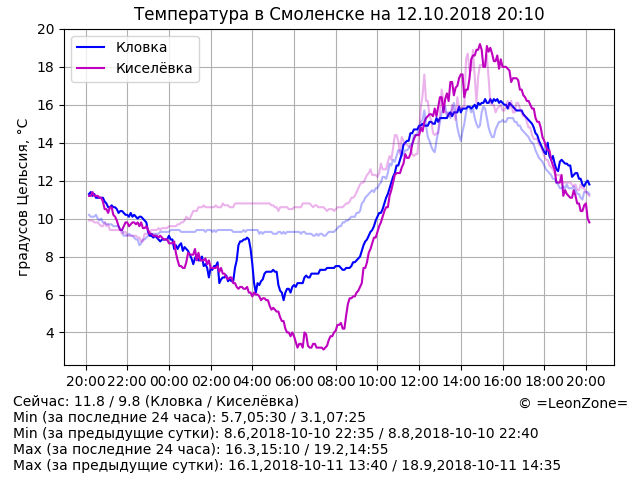 Температура в Смоленске на 12.10.2018 20:10
20
18
16
14
12
10
8
6
4
градусов Цельсия, °C
Кловка
Киселёвка
20:00 22:00 00:00 02:00 04:00 06:00 08:00 10:00 12:00 14:00 16:00 18:00 20:00
Сейчас: 11.8 / 9.8 (Кловка / Киселёвка)
© =LeonZone=
Min (за последние 24 часа): 5.7,05:30 / 3.1,07:25
Min (за предыдущие сутки): 8.6,2018-10-10 22:35 / 8.8,2018-10-10 22:40
Max (за последние 24 часа): 16.3,15:10 / 19.2,14:55
Max (за предыдущие сутки): 16.1,2018-10-11 13:40 / 18.9,2018-10-11 14:35